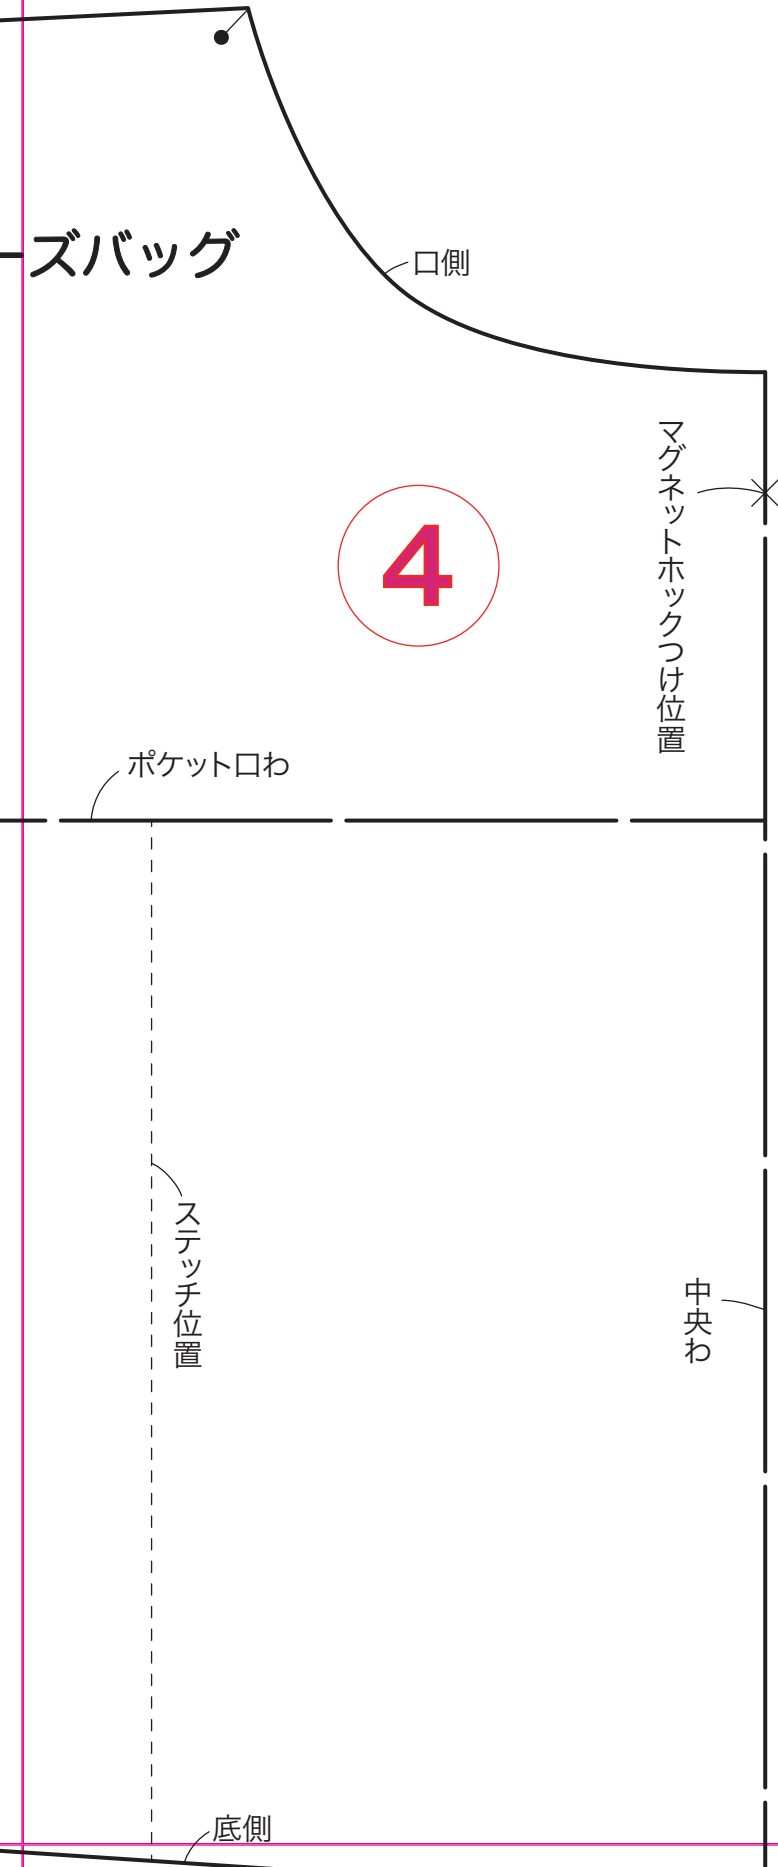 ーズバッグ
口側
マグネットホックつけ位置
4
ポケット口わ
ステッチ位置
中央わ
底側